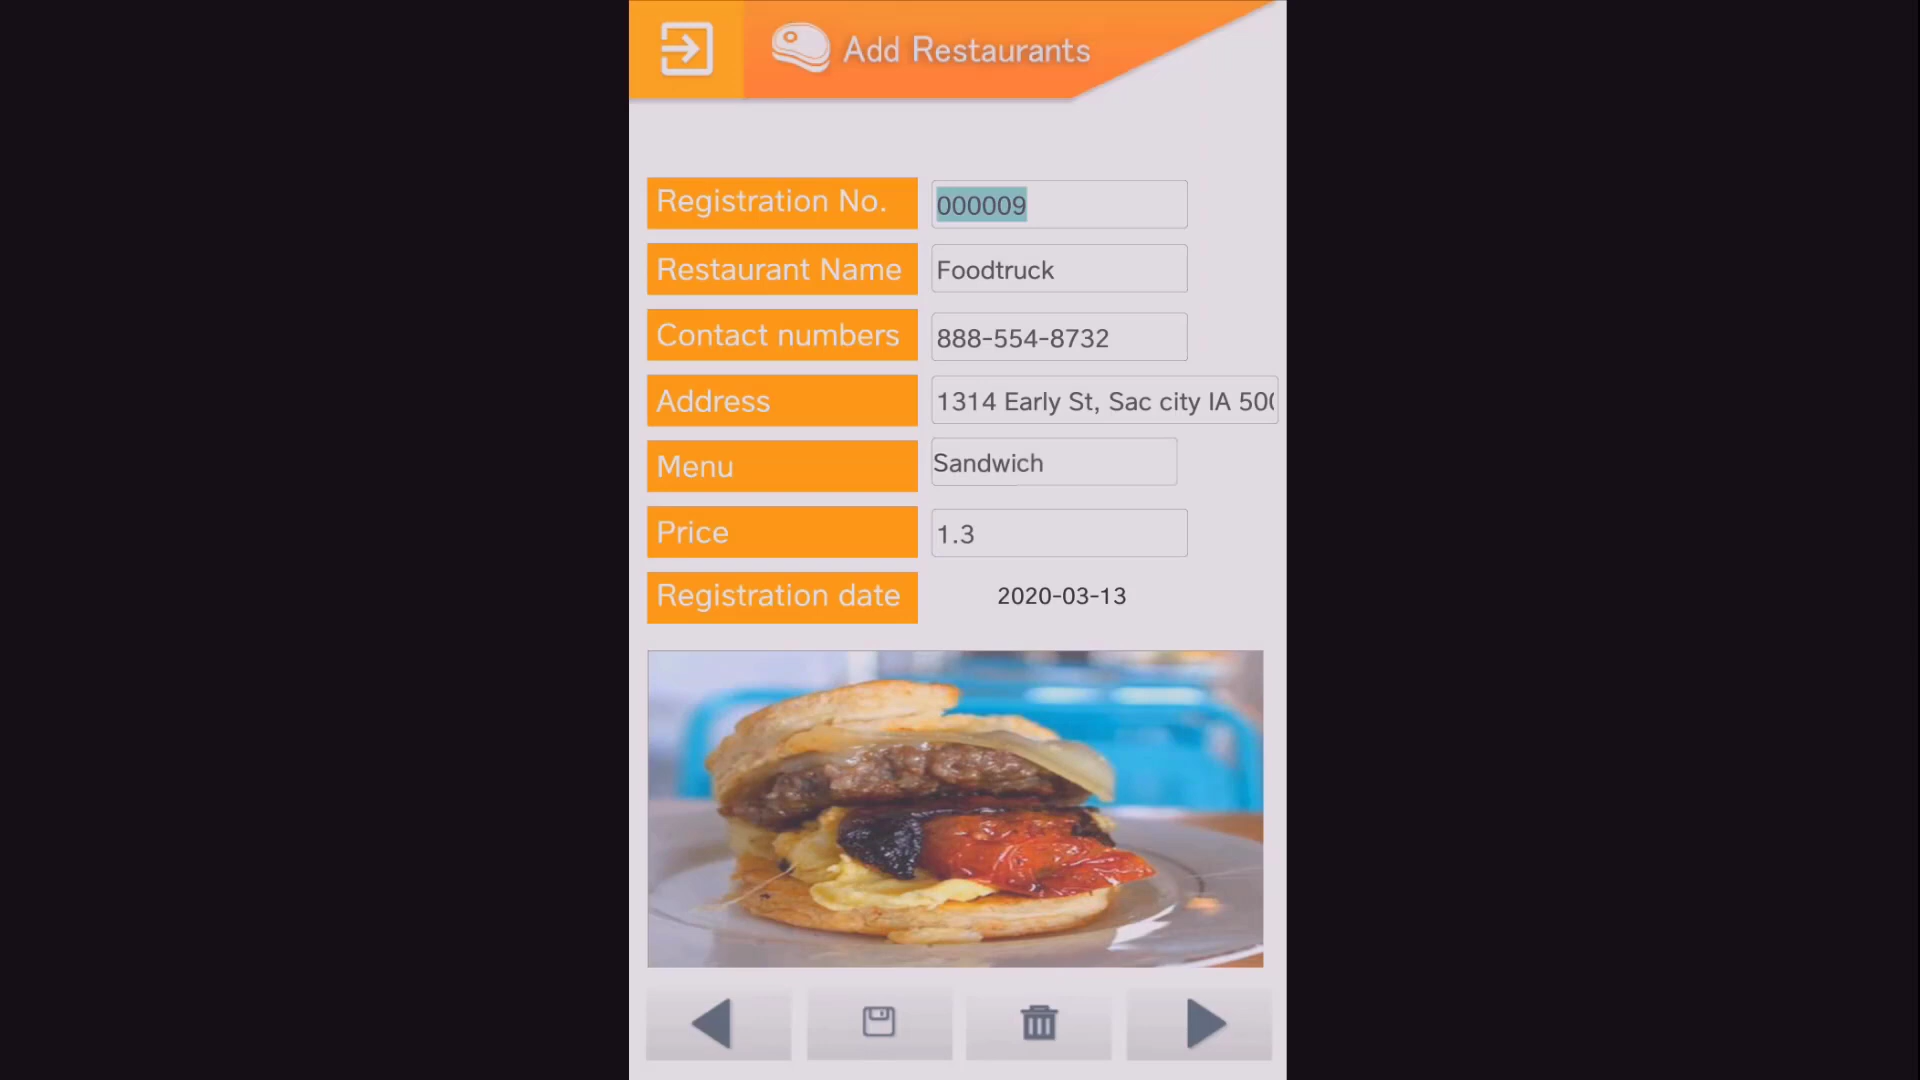 Add Restaurants
Registration No. 000009
Restaurant Name Foodtruck
Contact numbers 888-554-8732
Address 1314 Early St, Sac city IA
Menu Sandwich
Price 1.3
Registration date 2020-03-13